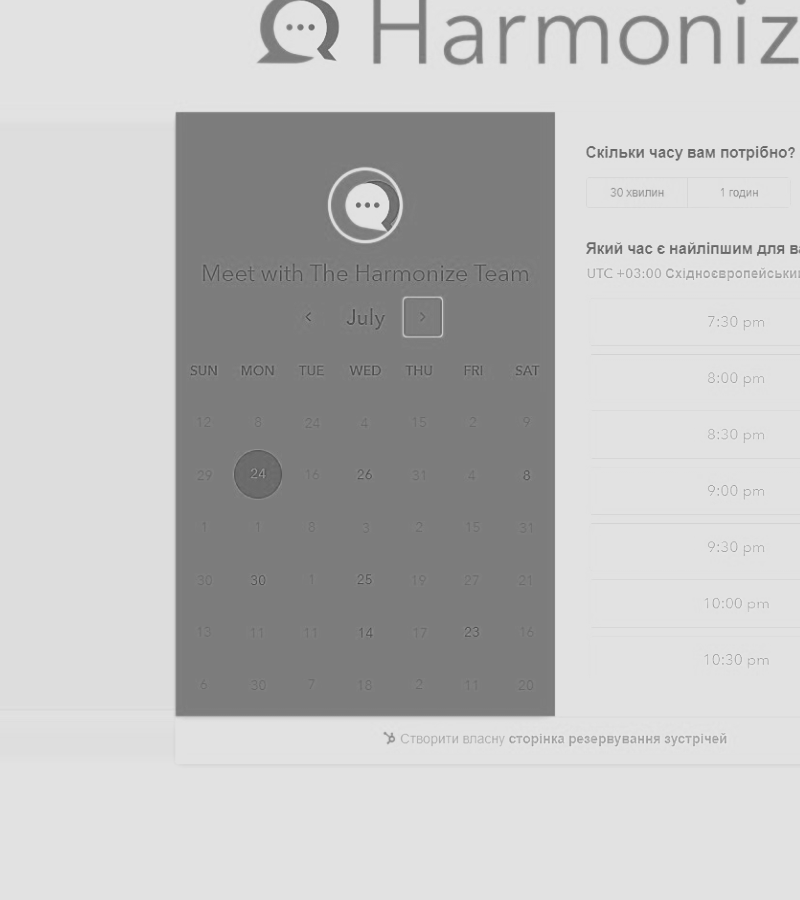 Harmoniz
Meet with The Harmonize Team
July
SUN MON TUE WED THU FRI SAT
12 8 24 4 15 2 9
29 24 16 26 31 4 8
1 1 8 3 2 15 31
30 30 1 25 19 27 21
13 11 11 14 17 23 16
6 30 7 18 2 11 20
Скільки часу вам потрібно?
30 хвилин 1 годин
Який час є найліпшим для ва
UTC +03:00 Східноєвропейськи
7:30 pm
8:00 pm
8:30 pm
9:00 pm
9:30 pm
10:00 pm
10:30 pm
Створити власну сторінка резервування зустрічей